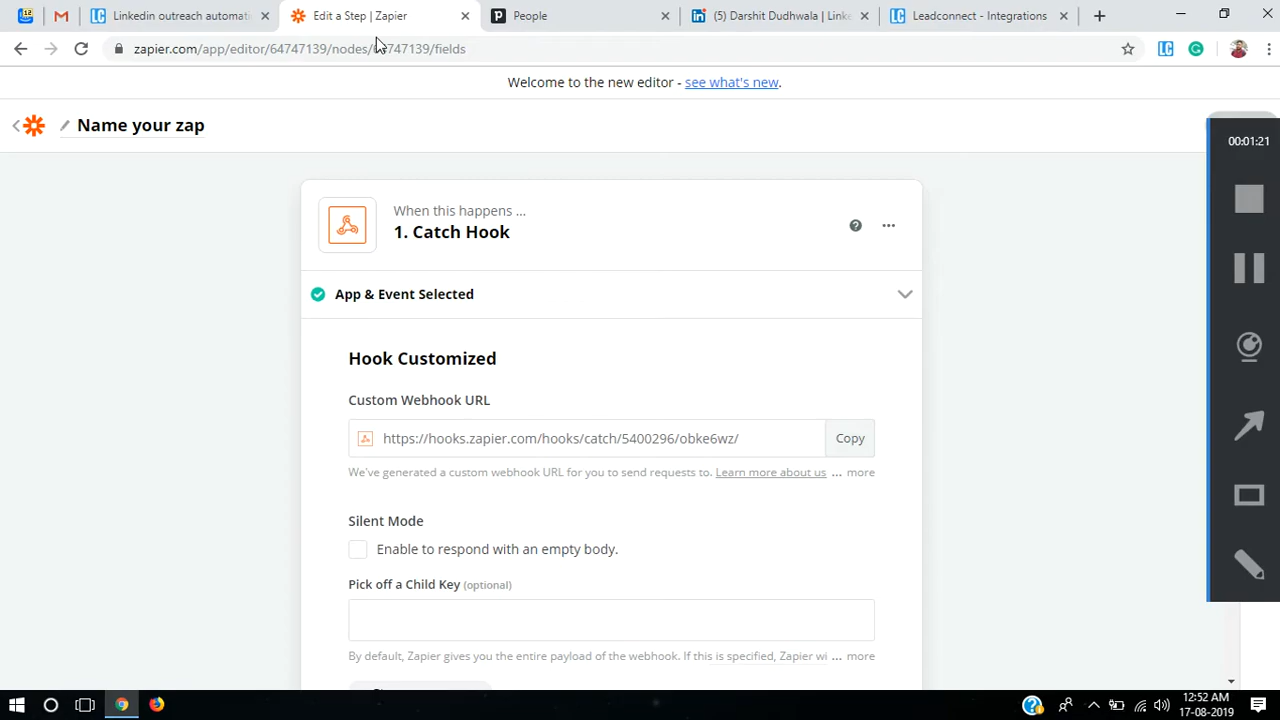 Linkedin outreach automati
Edit a Step | Zapier
People
(5) Darshit Dudhwala | Linke
Leadconnect - Integrations
zapier.com/app/editor/64747139/nodes/64747139/fields
Welcome to the new editor - see what's new.
Name your zap
00:01:21
When this happens ...
1. Catch Hook
App & Event Selected
Hook Customized
Custom Webhook URL
https://hooks.zapier.com/hooks/catch/5400296/obke6wz/
Copy
We've generated a custom webhook URL for you to send requests to. Learn more about us ... more
Silent Mode
Enable to respond with an empty body.
Pick off a Child Key (optional)
By default, Zapier gives you the entire payload of the webhook. If this is specified, Zapier wi ... more
12:52 AM
17-08-2019